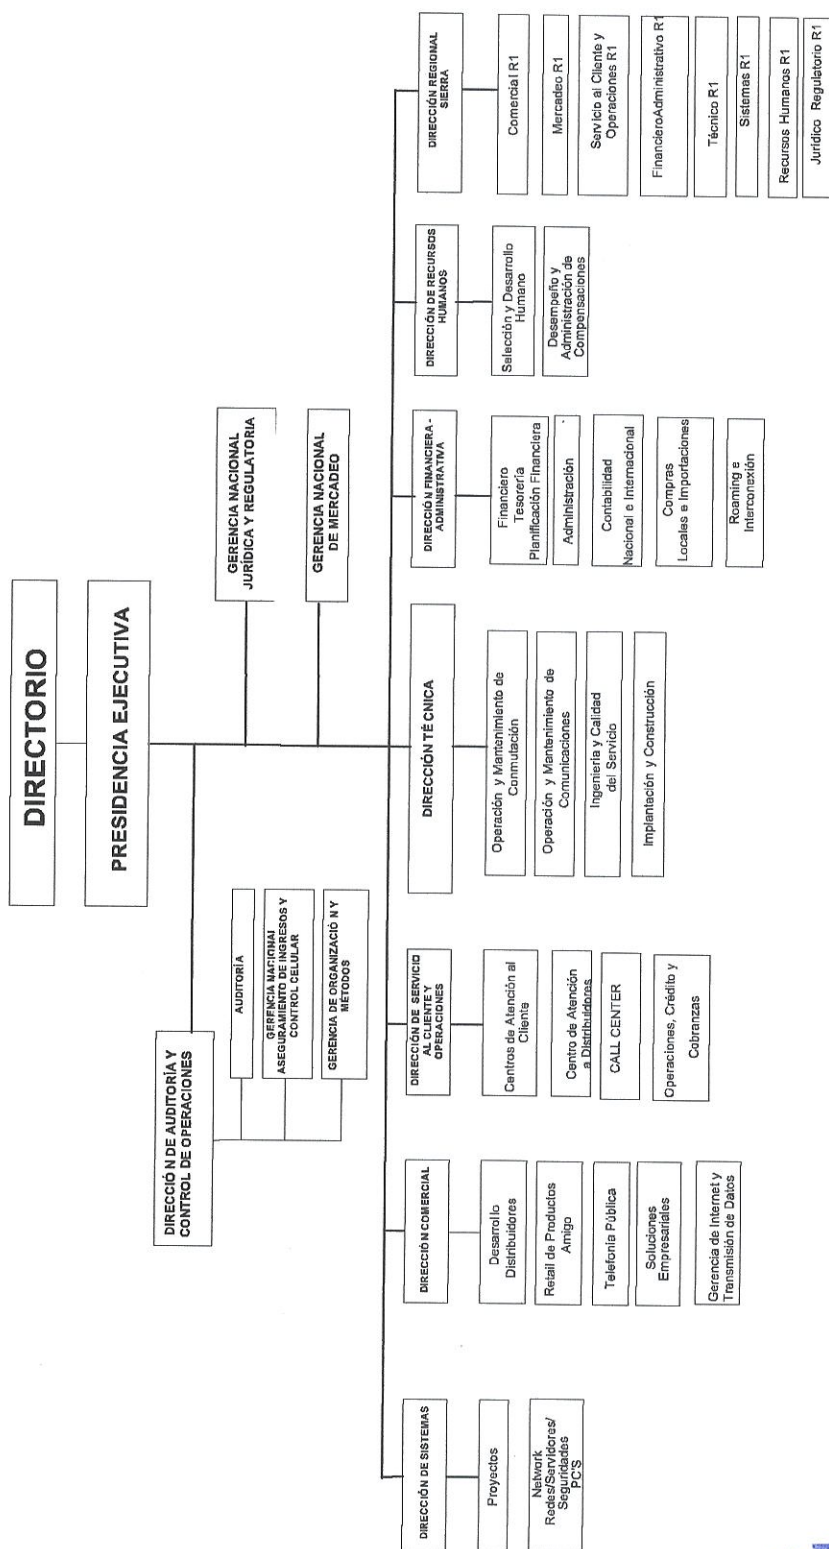 DIRECTORIO
PRESIDENCIA EJECUTIVA
DIRECCIÓN DE AUDITORÍA Y
CONTROL DE OPERACIONES
AUDITORÍA
GERENCIA NACIONAL
ASEGURAMIENTO DE INGRESOS Y
CONTROL CELULAR
GERENCIA DE ORGANIZACIÓN Y
MÉTODOS
GERENCIA NACIONAL
JURÍDICA Y REGULATORIA
GERENCIA NACIONAL
DE MERCADEO
DIRECCIÓN DE SISTEMAS
Proyectos
Network
Redes/Servidores/
Seguridades
PC'S
DIRECCIÓN COMERCIAL
Desarrollo
Distribuidores
Retail de Productos
Amigo
Telefonía Pública
Soluciones
Empresariales
Gerencia de Internet y
Transmisión de Datos
DIRECCIÓN DE SERVICIO
AL CLIENTE Y
OPERACIONES
Centros de Atención al
Cliente
Centro de Atención
a Distribuidores
CALL CENTER
Operaciones, Crédito y
Cobranzas
DIRECCIÓN TÉCNICA
Operación y Mantenimiento de
Conmutación
Operación y Mantenimiento de
Comunicaciones
Ingeniería y Calidad
del Servicio
Implantación y Construcción
DIRECCIÓN FINANCIERA -
ADMINISTRATIVA
Financiero
Tesorería
Planificación Financiera
Administración
Contabilidad
Nacional e Internacional
Compras
Locales e Importaciones
Roaming e
Interconexión
DIRECCIÓN DE RECURSOS
HUMANOS
Selección y Desarrollo
Humano
Desempeño y
Administración de
Compensaciones
DIRECCIÓN REGIONAL
SIERRA
Comercial R1
Mercadeo R1
Servicio al Cliente y
Operaciones R1
FinancieroAdministrativo R1
Técnico R1
Sistemas R1
Recursos Humanos R1
Jurídico Regulatorio R1